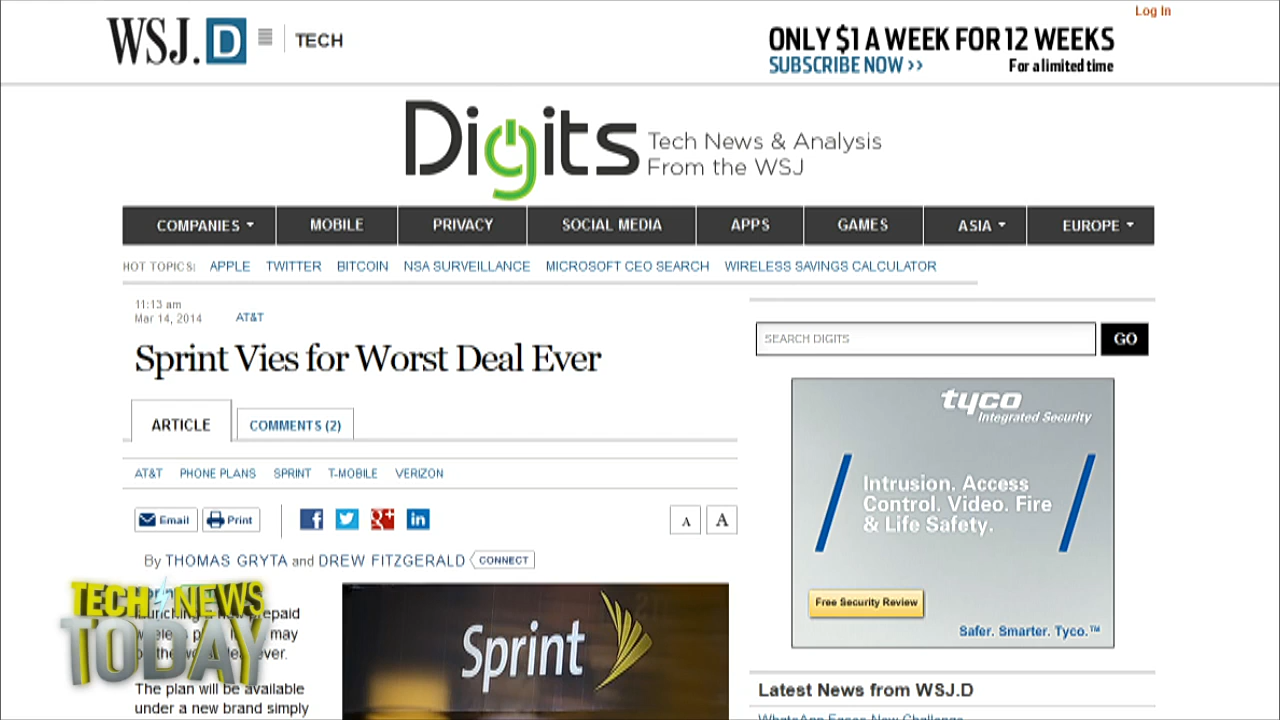 Log In
WSJ.D TECH
ONLY $1 A WEEK FOR 12 WEEKS
SUBSCRIBE NOW >> For a limited time
Digits
Tech News & Analysis
From the WSJ
COMPANIES MOBILE PRIVACY SOCIAL MEDIA APPS GAMES ASIA EUROPE
HOT TOPICS: APPLE TWITTER BITCOIN NSA SURVEILLANCE MICROSOFT CEO SEARCH WIRELESS SAVINGS CALCULATOR
11:13 am
Mar 14, 2014 AT&T
Sprint Vies for Worst Deal Ever
ARTICLE COMMENTS (2)
AT&T PHONE PLANS SPRINT T-MOBILE VERIZON
Email Print f g+ in A A
By THOMAS GRYTA and DREW FITZGERALD CONNECT
may
ever.
The plan will be available
under a new brand simply
TECH NEWS
TODAY
Sprint
SEARCH DIGITS GO
tyco
Integrated Security
Intrusion. Access
Control. Video. Fire
& Life Safety.
Free Security Review
Safer. Smarter. Tyco.™
Latest News from WSJ.D